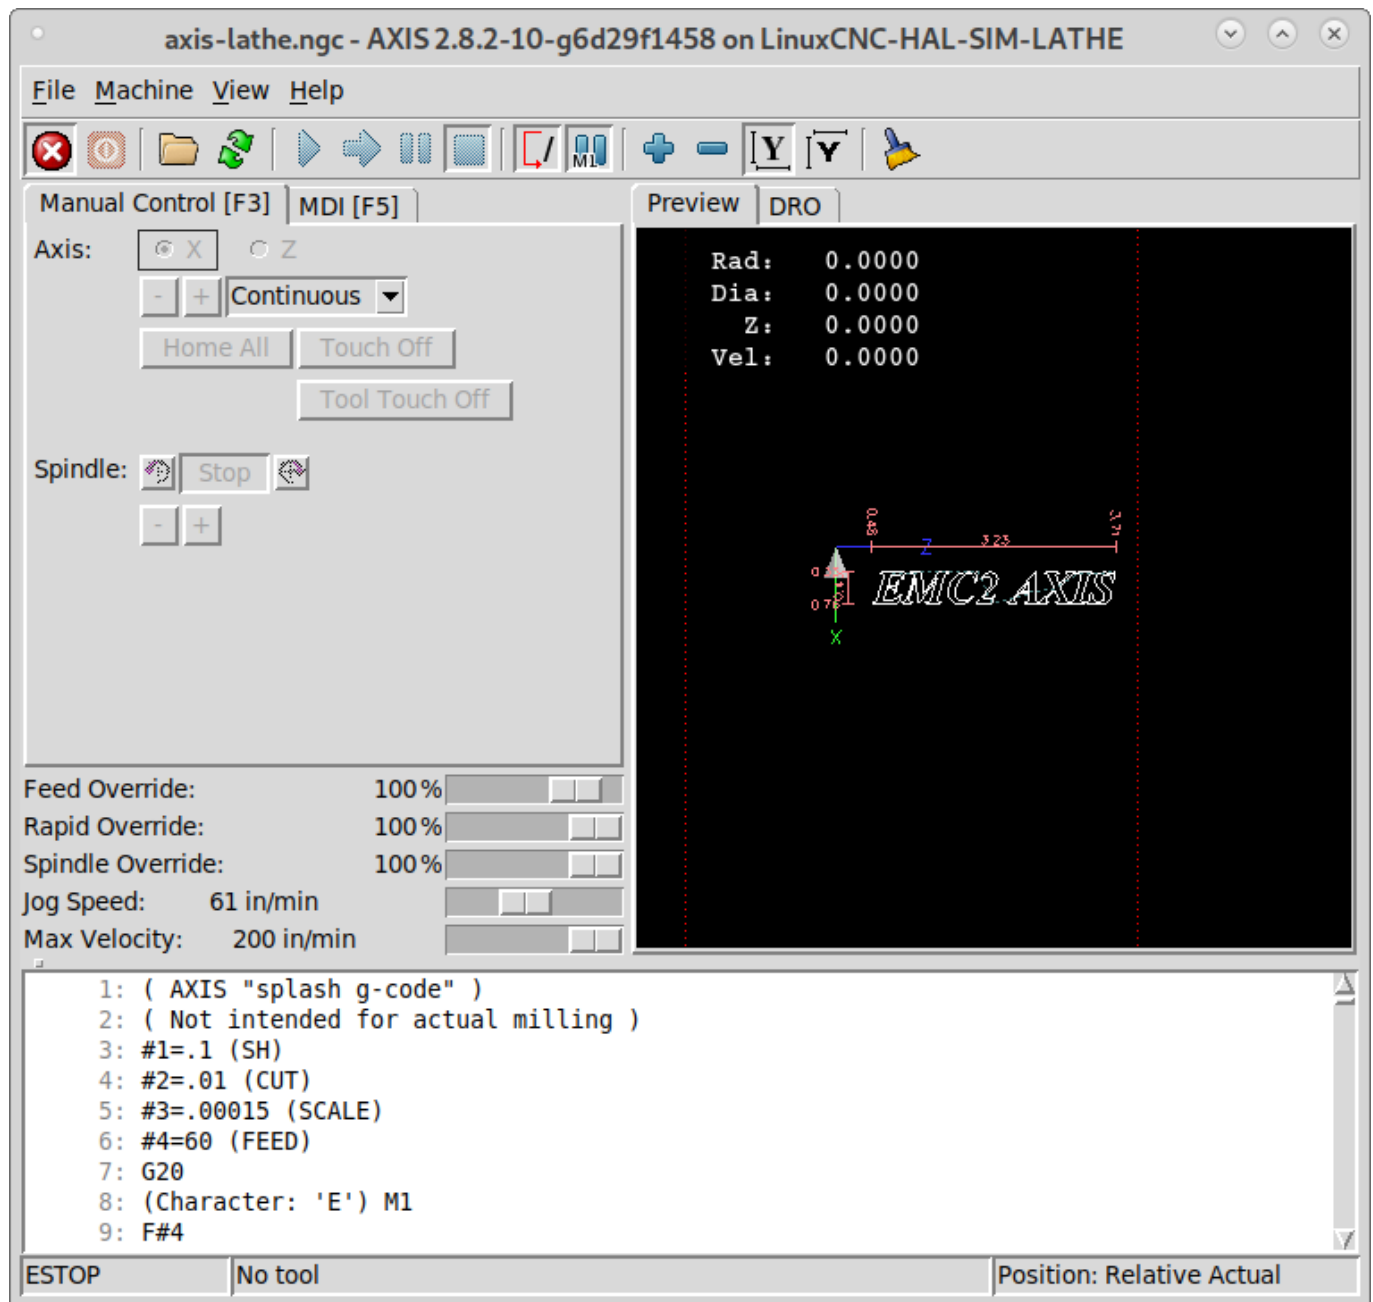 axis-lathe.ngc - AXIS 2.8.2-10-g6d29f1458 on LinuxCNC-HAL-SIM-LATHE
File Machine View Help
M1
Y Y
Manual Control [F3] MDI [F5]
Axis: X Z
- + Continuous
Home All Touch Off
Tool Touch Off
Spindle: Stop
- +
Feed Override: 100 %
Rapid Override: 100 %
Spindle Override: 100 %
Jog Speed: 61 in/min
Max Velocity: 200 in/min
Preview DRO
Rad: 0.0000
Dia: 0.0000
Z: 0.0000
Vel: 0.0000
Z 3.23
EMC2 AXIS
X
1: ( AXIS "splash g-code" )
2: ( Not intended for actual milling )
3: #1=.1 (SH)
4: #2=.01 (CUT)
5: #3=.00015 (SCALE)
6: #4=60 (FEED)
7: G20
8: (Character: 'E') M1
9: F#4
ESTOP No tool Position: Relative Actual